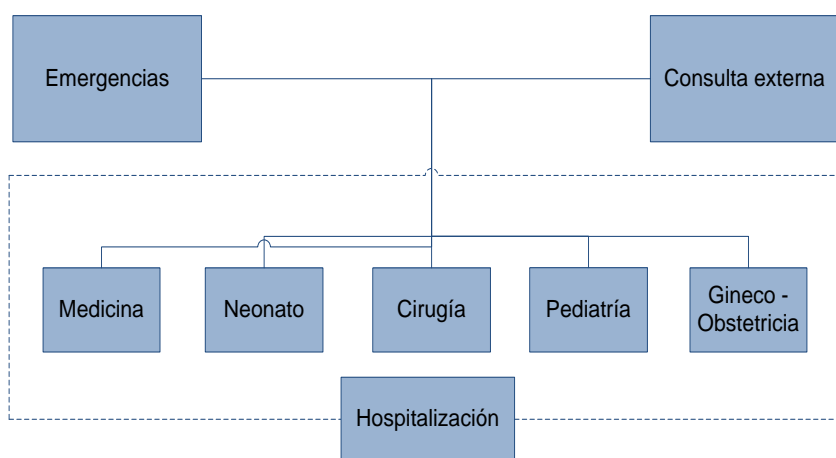 Emergencias
Consulta externa
Medicina
Neonato
Cirugía
Pediatría
Gineco -
Obstetricia
Hospitalización